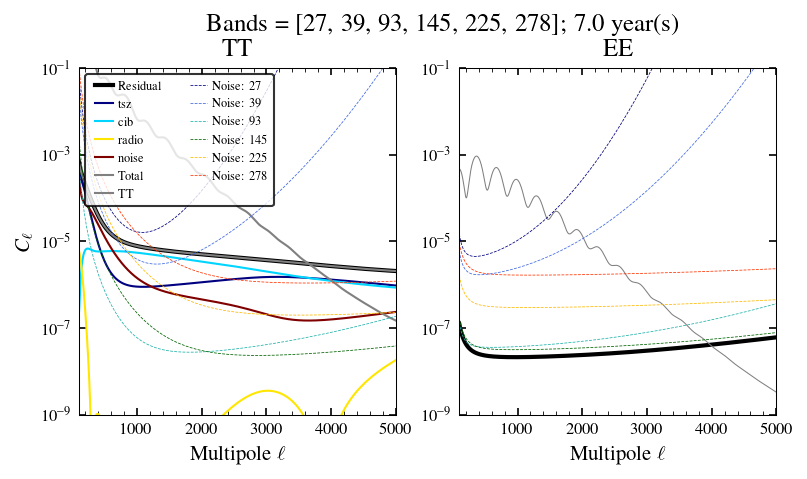 Bands = [27, 39, 93, 145, 225, 278]; 7.0 year(s)
TT
EE
10⁻¹
10⁻³
10⁻⁵
10⁻⁷
10⁻⁹
C_ℓ
Residual
tsz
cib
radio
noise
Total
TT
Noise: 27
Noise: 39
Noise: 93
Noise: 145
Noise: 225
Noise: 278
1000
2000
3000
4000
5000
Multipole ℓ
10⁻¹
10⁻³
10⁻⁵
10⁻⁷
10⁻⁹
1000
2000
3000
4000
5000
Multipole ℓ